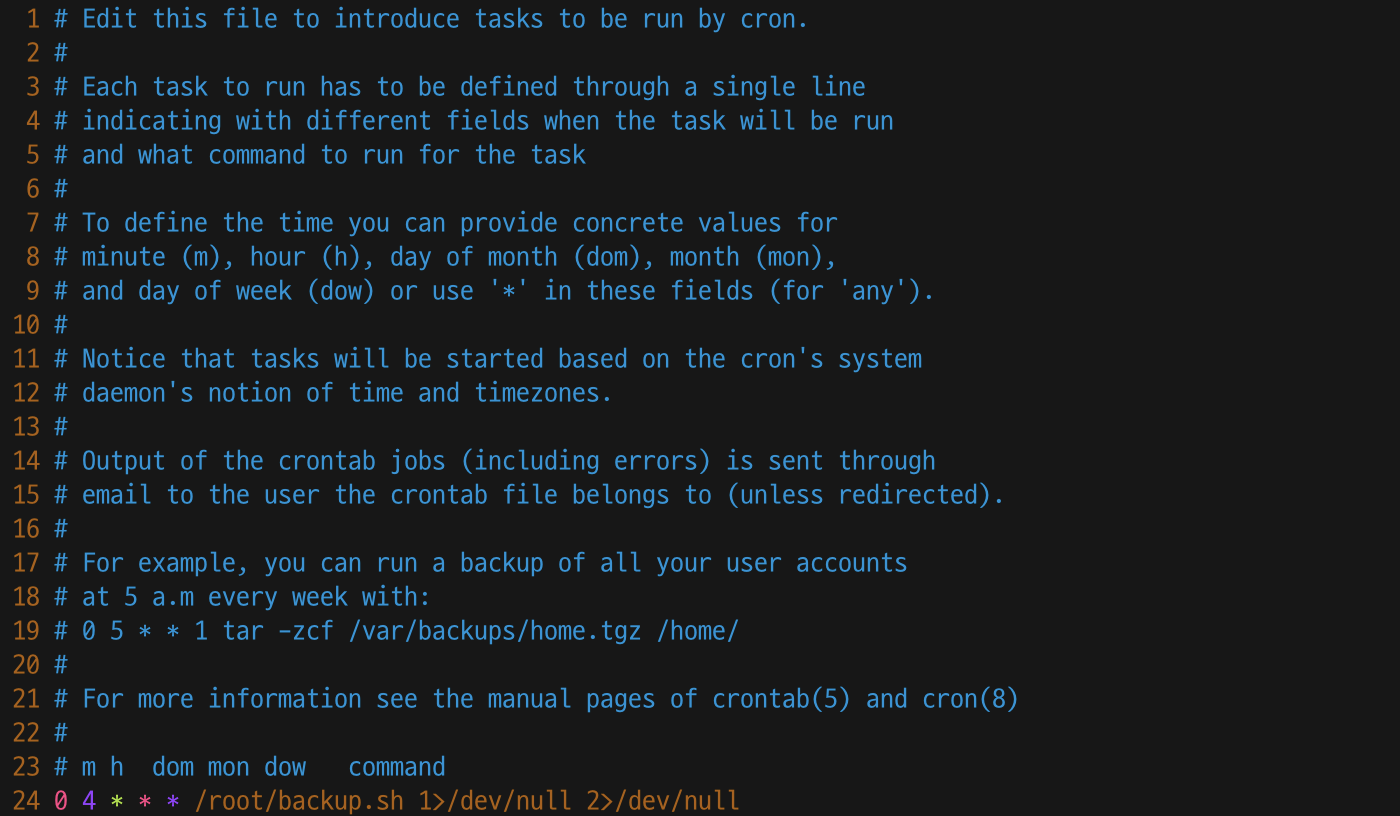 1 # Edit this file to introduce tasks to be run by cron.
2 #
3 # Each task to run has to be defined through a single line
4 # indicating with different fields when the task will be run
5 # and what command to run for the task
6 #
7 # To define the time you can provide concrete values for
8 # minute (m), hour (h), day of month (dom), month (mon),
9 # and day of week (dow) or use '*' in these fields (for 'any').
10 #
11 # Notice that tasks will be started based on the cron's system
12 # daemon's notion of time and timezones.
13 #
14 # Output of the crontab jobs (including errors) is sent through
15 # email to the user the crontab file belongs to (unless redirected).
16 #
17 # For example, you can run a backup of all your user accounts
18 # at 5 a.m every week with:
19 # 0 5 * * 1 tar -zcf /var/backups/home.tgz /home/
20 #
21 # For more information see the manual pages of crontab(5) and cron(8)
22 #
23 # m h  dom mon dow   command
24 0 4 * * * /root/backup.sh 1>/dev/null 2>/dev/null